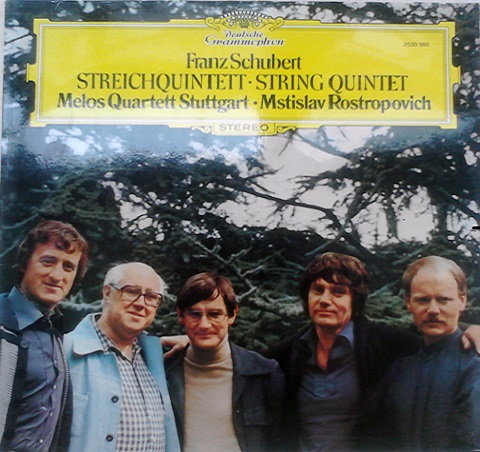 Deutsche
Grammophon
2530 980
Franz Schubert
STREICHQUINTETT · STRING QUINTET
Melos Quartett Stuttgart · Mstislav Rostropovich
STEREO